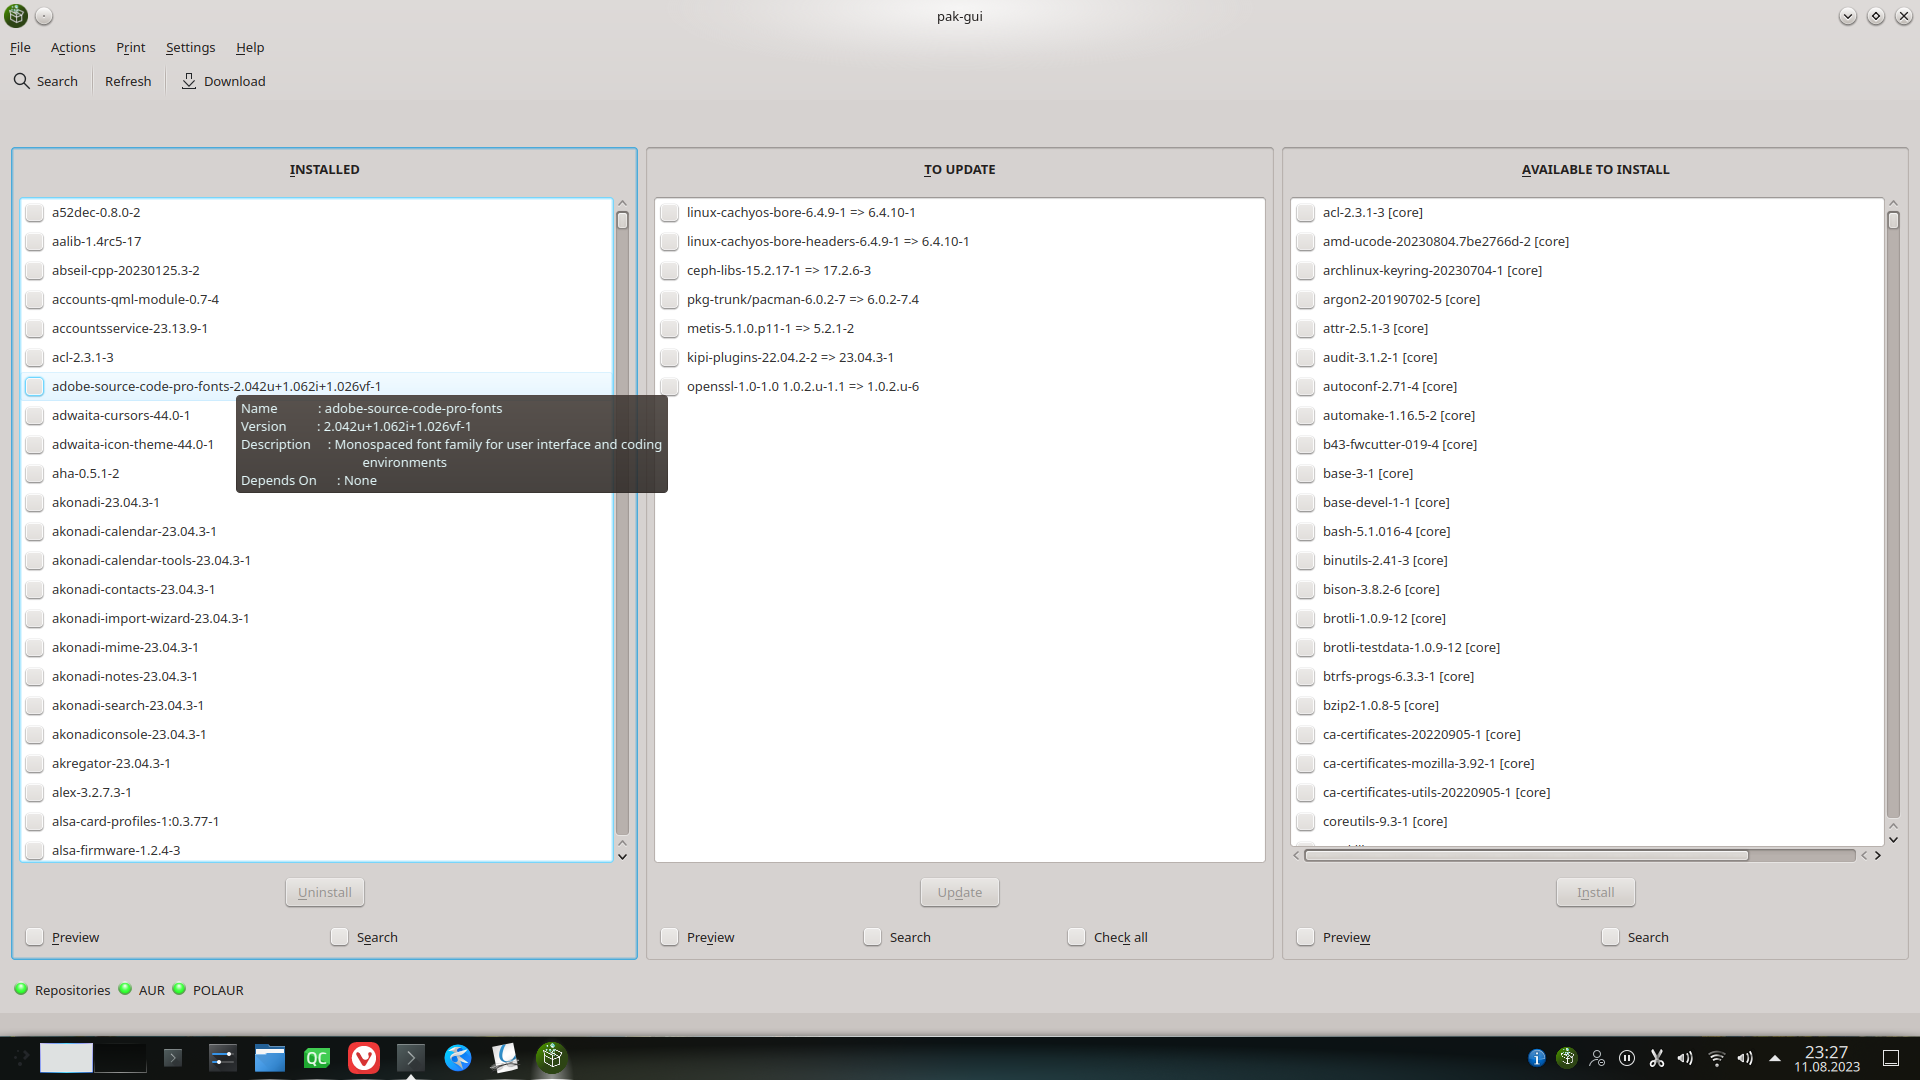 pak-gui
File Actions Print Settings Help
Search Refresh Download
INSTALLED
a52dec-0.8.0-2
aalib-1.4rc5-17
abseil-cpp-20230125.3-2
accounts-qml-module-0.7-4
accountsservice-23.13.9-1
acl-2.3.1-3
adobe-source-code-pro-fonts-2.042u+1.062i+1.026vf-1
adwaita-cursors-44.0-1
adwaita-icon-theme-44.0-1
aha-0.5.1-2
akonadi-23.04.3-1
akonadi-calendar-23.04.3-1
akonadi-calendar-tools-23.04.3-1
akonadi-contacts-23.04.3-1
akonadi-import-wizard-23.04.3-1
akonadi-mime-23.04.3-1
akonadi-notes-23.04.3-1
akonadi-search-23.04.3-1
akonadiconsole-23.04.3-1
akregator-23.04.3-1
alex-3.2.7.3-1
alsa-card-profiles-1:0.3.77-1
alsa-firmware-1.2.4-3
Name : adobe-source-code-pro-fonts
Version : 2.042u+1.062i+1.026vf-1
Description : Monospaced font family for user interface and coding
environments
Depends On : None
Uninstall
Preview Search
TO UPDATE
linux-cachyos-bore-6.4.9-1 => 6.4.10-1
linux-cachyos-bore-headers-6.4.9-1 => 6.4.10-1
ceph-libs-15.2.17-1 => 17.2.6-3
pkg-trunk/pacman-6.0.2-7 => 6.0.2-7.4
metis-5.1.0.p11-1 => 5.2.1-2
kipi-plugins-22.04.2-2 => 23.04.3-1
openssl-1.0-1.0 1.0.2.u-1.1 => 1.0.2.u-6
Update
Preview Search Check all
AVAILABLE TO INSTALL
acl-2.3.1-3 [core]
amd-ucode-20230804.7be2766d-2 [core]
archlinux-keyring-20230704-1 [core]
argon2-20190702-5 [core]
attr-2.5.1-3 [core]
audit-3.1.2-1 [core]
autoconf-2.71-4 [core]
automake-1.16.5-2 [core]
b43-fwcutter-019-4 [core]
base-3-1 [core]
base-devel-1-1 [core]
bash-5.1.016-4 [core]
binutils-2.41-3 [core]
bison-3.8.2-6 [core]
brotli-1.0.9-12 [core]
brotli-testdata-1.0.9-12 [core]
btrfs-progs-6.3.3-1 [core]
bzip2-1.0.8-5 [core]
ca-certificates-20220905-1 [core]
ca-certificates-mozilla-3.92-1 [core]
ca-certificates-utils-20220905-1 [core]
coreutils-9.3-1 [core]
Install
Preview Search
Repositories AUR POLAUR
QC
23:27
11.08.2023